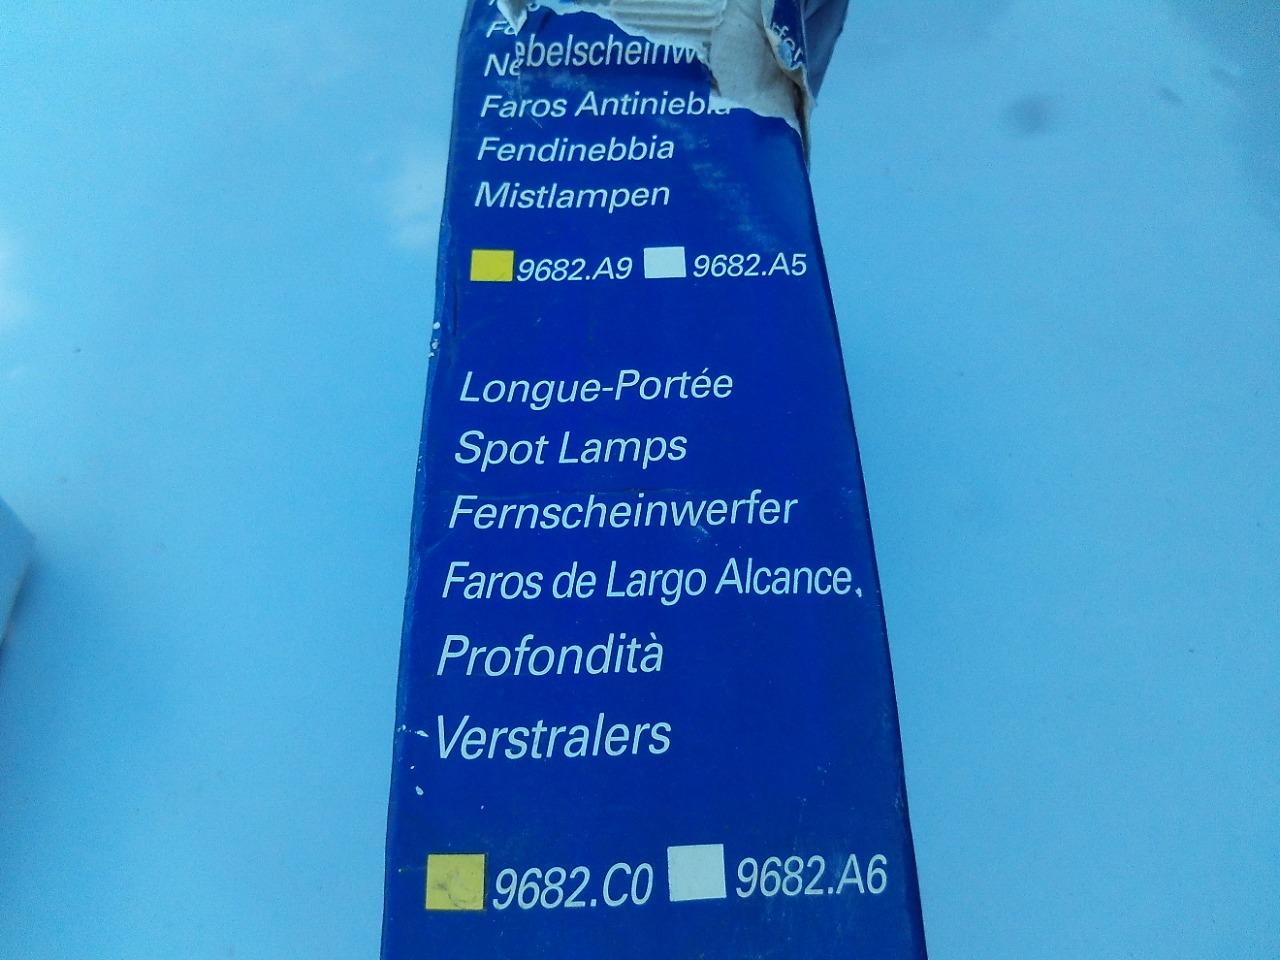 Faros Antiniebla
Fendinebbia
Mistlampen
9682.A9 9682.A5
Longue-Portée
Spot Lamps
Fernscheinwerfer
Faros de Largo Alcance,
Profondità
Verstralers
9682.C0 9682.A6